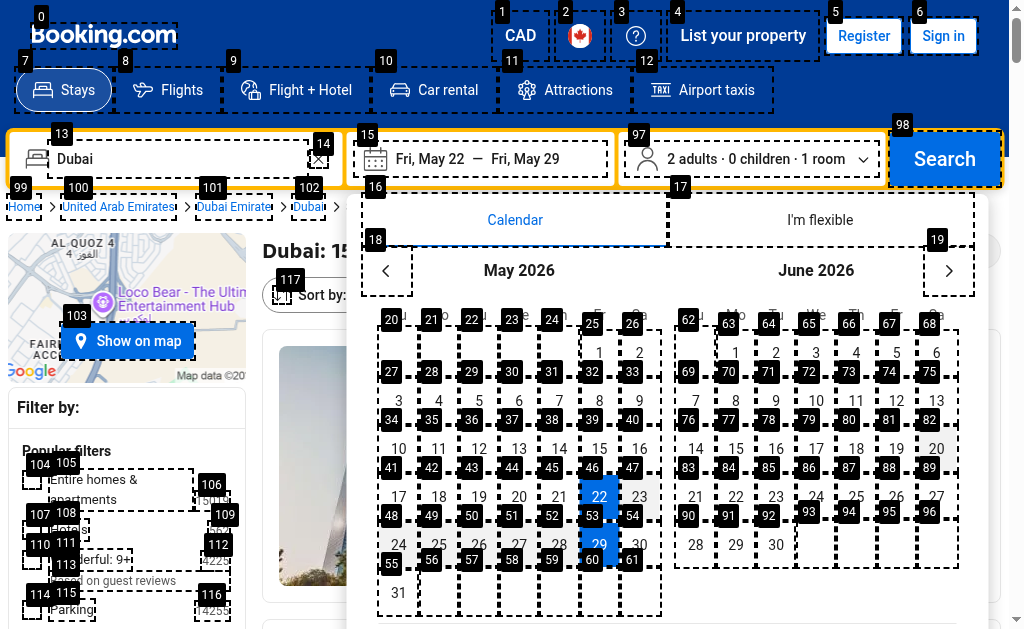 0 1 2 3 4 5 6
Booking.com CAD List your property Register Sign in
7 8 9 10 11 12
Stays Flights Flight + Hotel Car rental Attractions Airport taxis
13 14 15 97 98
Dubai Fri, May 22 — Fri, May 29 2 adults · 0 children · 1 room Search
99 100 101 102 16 17
Home United Arab Emirates Dubai Emirate Dubai
Calendar I'm flexible
Dubai: 15
18 19
May 2026 June 2026
117
Sort by:
AL QUOZ 4
القوز 4
Loco Bear - The Ultim
Entertainment Hub
103
Show on map
Google
Map data ©20
20 21 22 23 24 25 26 62 63 64 65 66 67 68
1 2 1 2 3 4 5 6
27 28 29 30 31 32 33 69 70 71 72 73 74 75
3 4 5 6 7 8 9 7 8 9 10 11 12 13
34 35 36 37 38 39 40 76 77 78 79 80 81 82
10 11 12 13 14 15 16 14 15 16 17 18 19 20
41 42 43 44 45 46 47 83 84 85 86 87 88 89
17 18 19 20 21 22 23 21 22 23 24 25 26 27
48 49 50 51 52 53 54 90 91 92 93 94 95 96
24 25 26 27 28 29 30 28 29 30
55 56 57 58 59 60 61
31
Filter by:
Popular filters
104 105
Entire homes &
apartments
106
107 108 109
Hotels
110 111 112
derful: 9+
4225
113
Based on guest reviews
114 115 116
Parking
14255